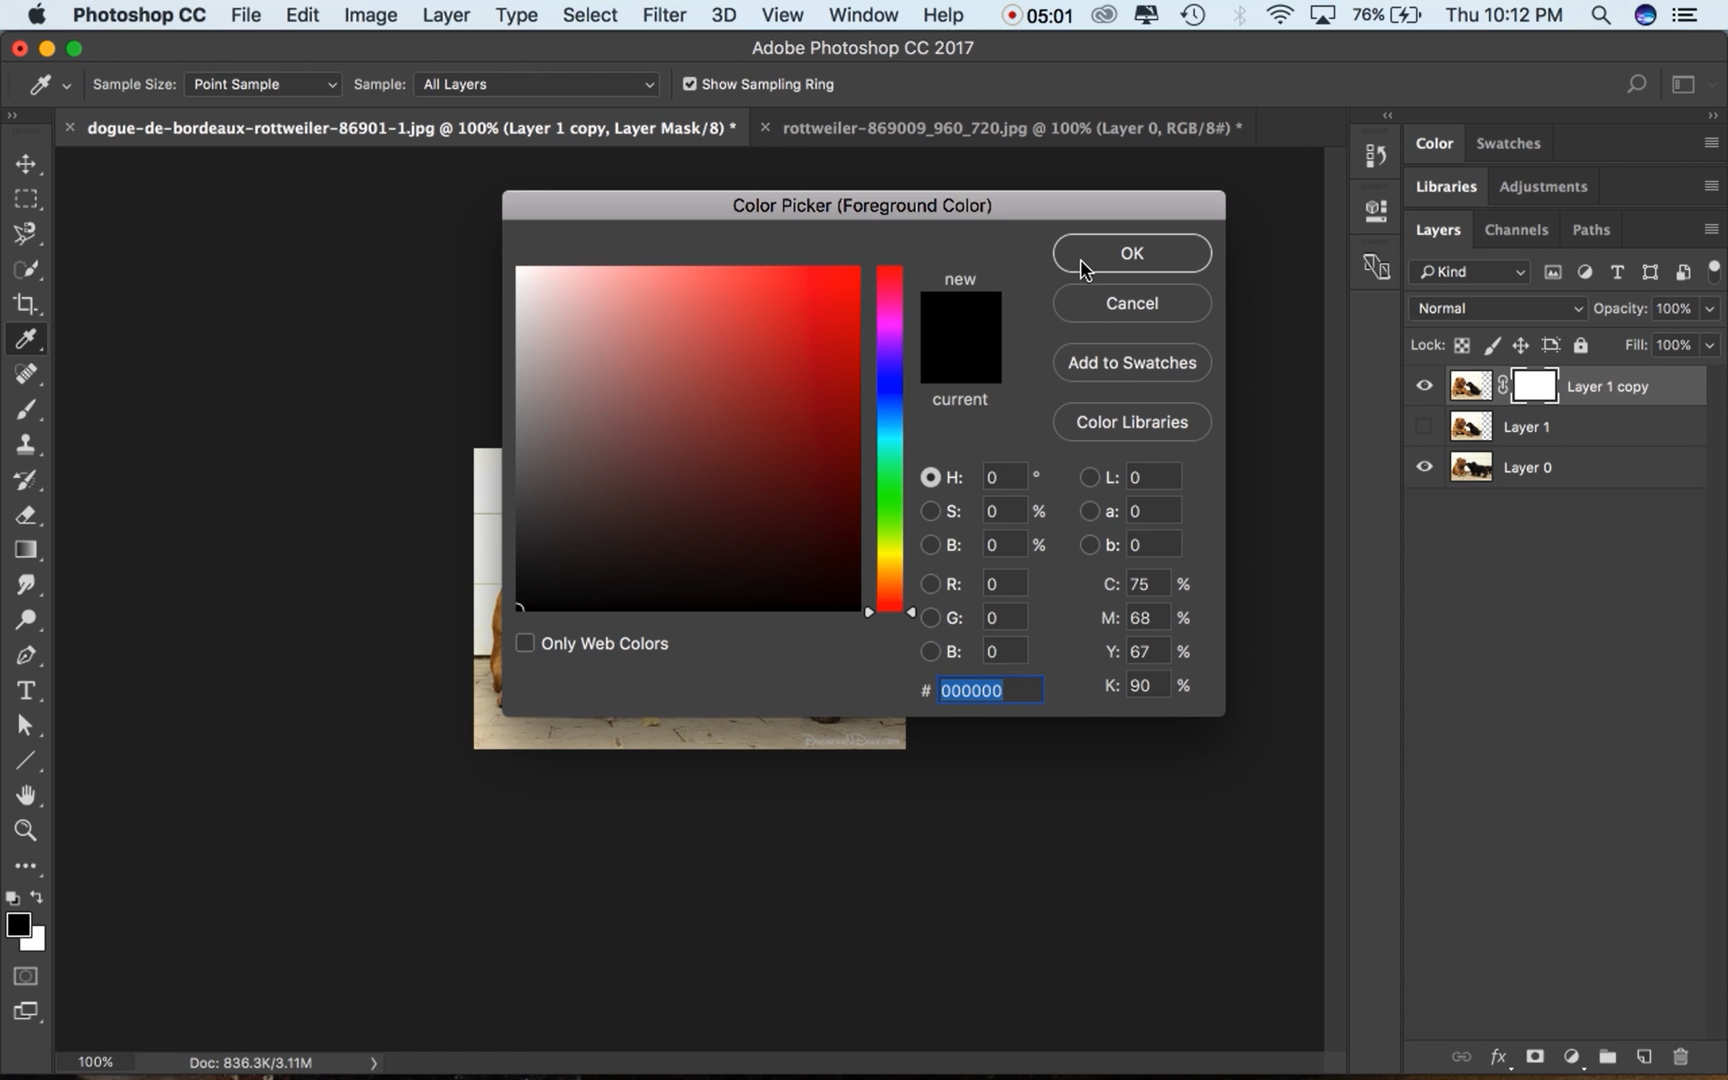 Photoshop CC File Edit Image Layer Type Select Filter 3D View Window Help 05:01 76% Thu 10:12 PM
Adobe Photoshop CC 2017
Sample Size: Point Sample Sample: All Layers Show Sampling Ring
dogue-de-bordeaux-rottweiler-86901-1.jpg @ 100% (Layer 1 copy, Layer Mask/8) * rottweiler-869009_960_720.jpg @ 100% (Layer 0, RGB/8#) *
Color Swatches
Libraries Adjustments
Layers Channels Paths
Kind
Normal Opacity: 100%
Lock: Fill: 100%
Layer 1 copy
Layer 1
Layer 0
Color Picker (Foreground Color)
new
current
OK
Cancel
Add to Swatches
Color Libraries
H: 0 ° L: 0
S: 0 % a: 0
B: 0 % b: 0
R: 0 C: 75 %
G: 0 M: 68 %
B: 0 Y: 67 %
# 000000 K: 90 %
Only Web Colors
100% Doc: 836.3K/3.11M